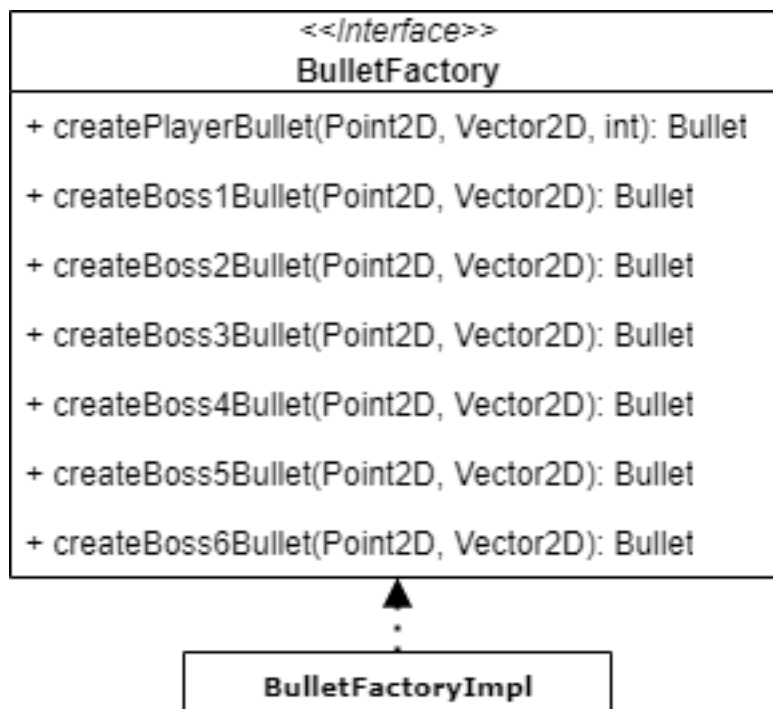 <<Interface>>
BulletFactory
+ createPlayerBullet(Point2D, Vector2D, int): Bullet
+ createBoss1Bullet(Point2D, Vector2D): Bullet
+ createBoss2Bullet(Point2D, Vector2D): Bullet
+ createBoss3Bullet(Point2D, Vector2D): Bullet
+ createBoss4Bullet(Point2D, Vector2D): Bullet
+ createBoss5Bullet(Point2D, Vector2D): Bullet
+ createBoss6Bullet(Point2D, Vector2D): Bullet
BulletFactoryImpl